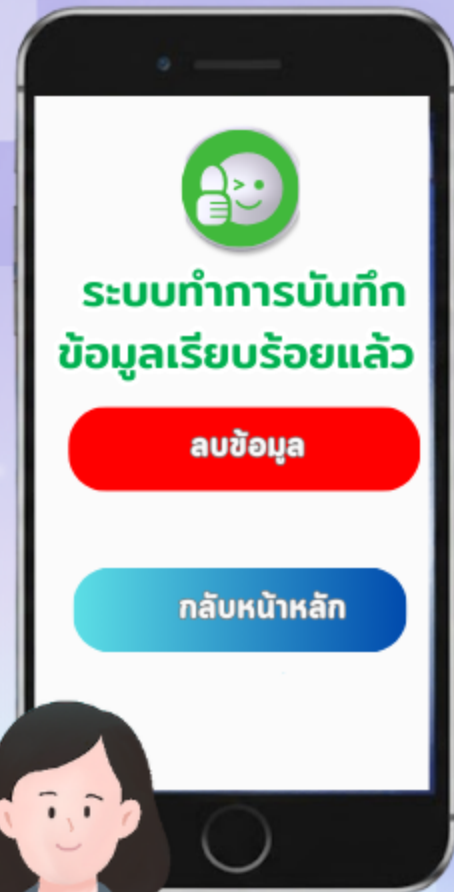 ระบบทำการบันทึก
ข้อมูลเรียบร้อยแล้ว
ลบข้อมูล
กลับหน้าหลัก